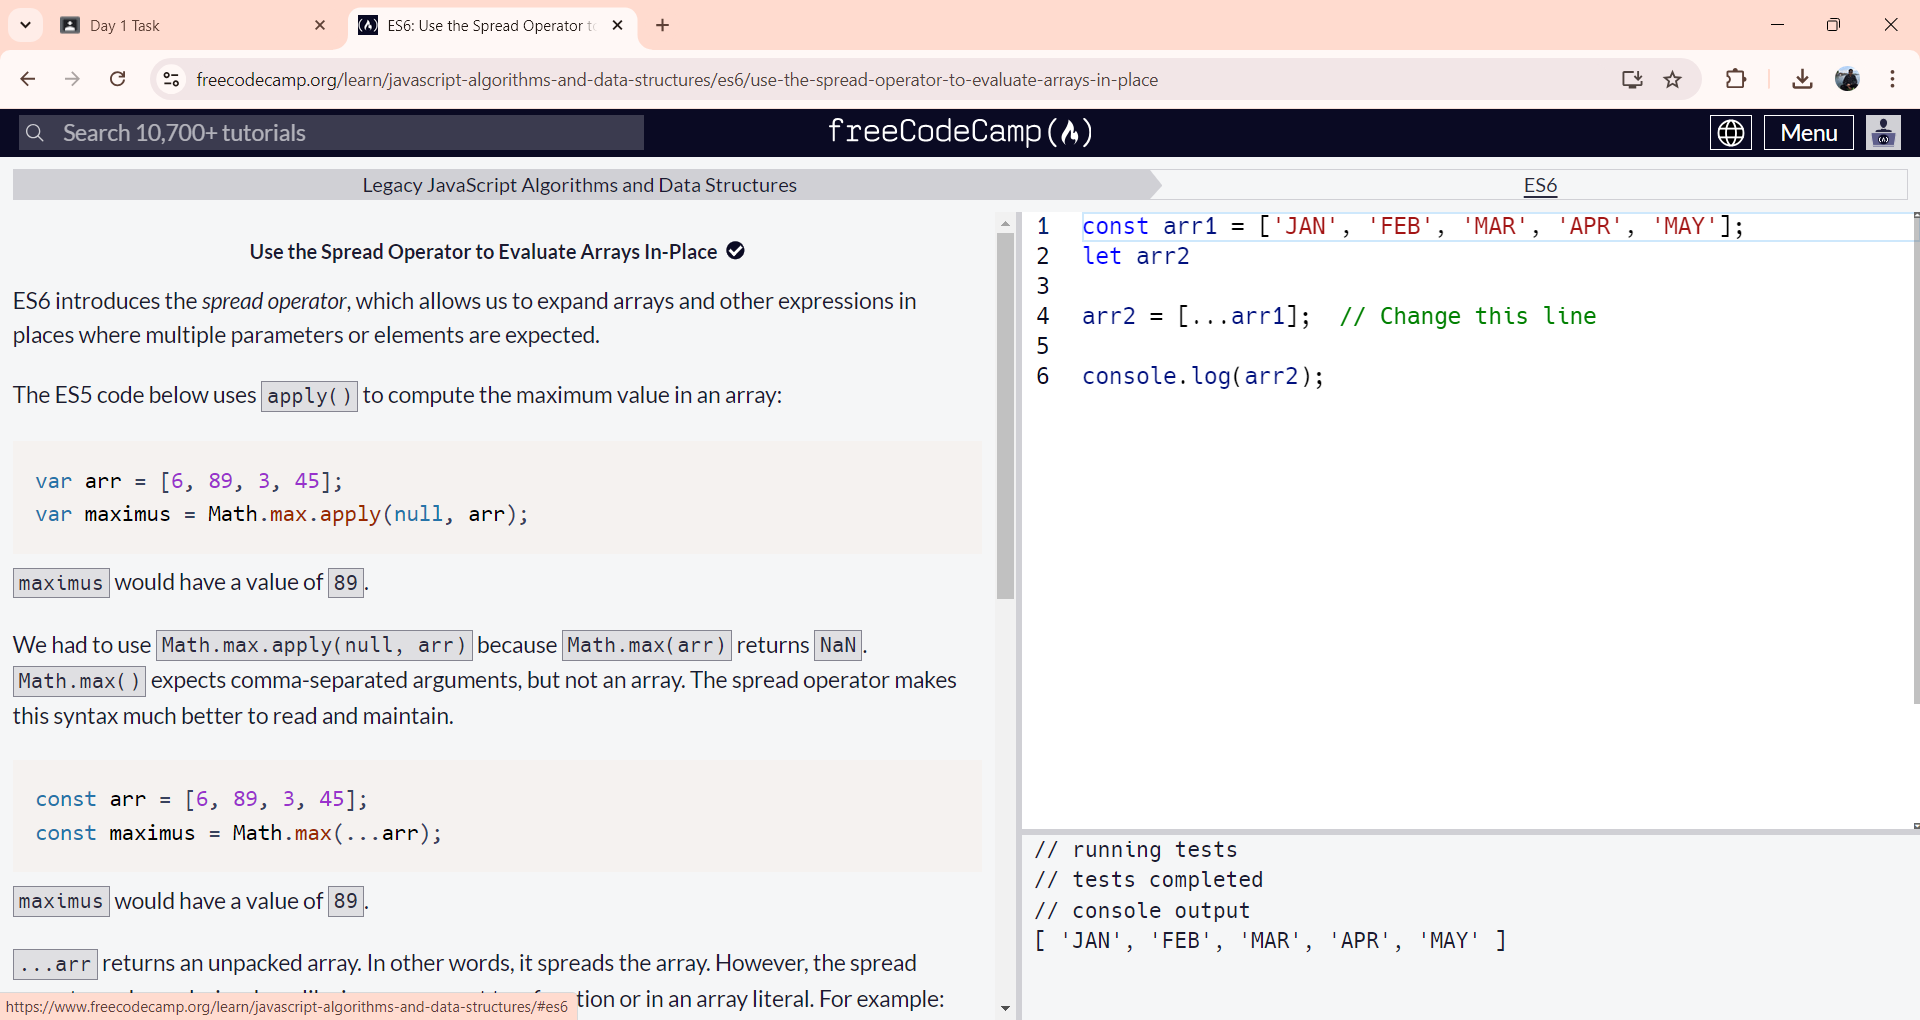 Day 1 Task
ES6: Use the Spread Operator to
freecodecamp.org/learn/javascript-algorithms-and-data-structures/es6/use-the-spread-operator-to-evaluate-arrays-in-place
Search 10,700+ tutorials
freeCodeCamp(🔥)
Menu
Legacy JavaScript Algorithms and Data Structures
ES6
Use the Spread Operator to Evaluate Arrays In-Place
ES6 introduces the spread operator, which allows us to expand arrays and other expressions in
places where multiple parameters or elements are expected.
The ES5 code below uses apply() to compute the maximum value in an array:
var arr = [6, 89, 3, 45];
var maximus = Math.max.apply(null, arr);
maximus would have a value of 89.
We had to use Math.max.apply(null, arr) because Math.max(arr) returns NaN.
Math.max() expects comma-separated arguments, but not an array. The spread operator makes
this syntax much better to read and maintain.
const arr = [6, 89, 3, 45];
const maximus = Math.max(...arr);
maximus would have a value of 89.
...arr returns an unpacked array. In other words, it spreads the array. However, the spread
tion or in an array literal. For example:
https://www.freecodecamp.org/learn/javascript-algorithms-and-data-structures/#es6
1 const arr1 = ['JAN', 'FEB', 'MAR', 'APR', 'MAY'];
2 let arr2
3
4 arr2 = [...arr1];  // Change this line
5
6 console.log(arr2);
// running tests
// tests completed
// console output
[ 'JAN', 'FEB', 'MAR', 'APR', 'MAY' ]